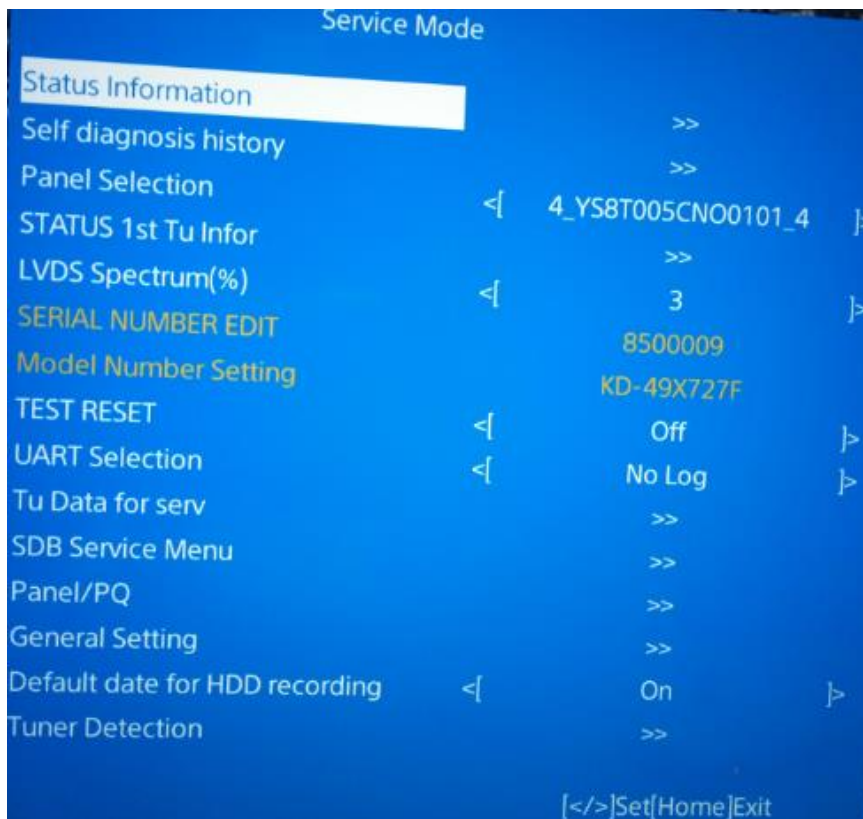 Service Mode
Status Information >>
Self diagnosis history >>
Panel Selection <[ 4_YS8T005CNO0101_4 ]>
STATUS 1st Tu Infor >>
LVDS Spectrum(%) <[ 3 ]>
SERIAL NUMBER EDIT 8500009
Model Number Setting KD-49X727F
TEST RESET <[ Off ]>
UART Selection <[ No Log ]>
Tu Data for serv >>
SDB Service Menu >>
Panel/PQ >>
General Setting >>
Default date for HDD recording <[ On ]>
Tuner Detection >>
[</>]Set[Home]Exit